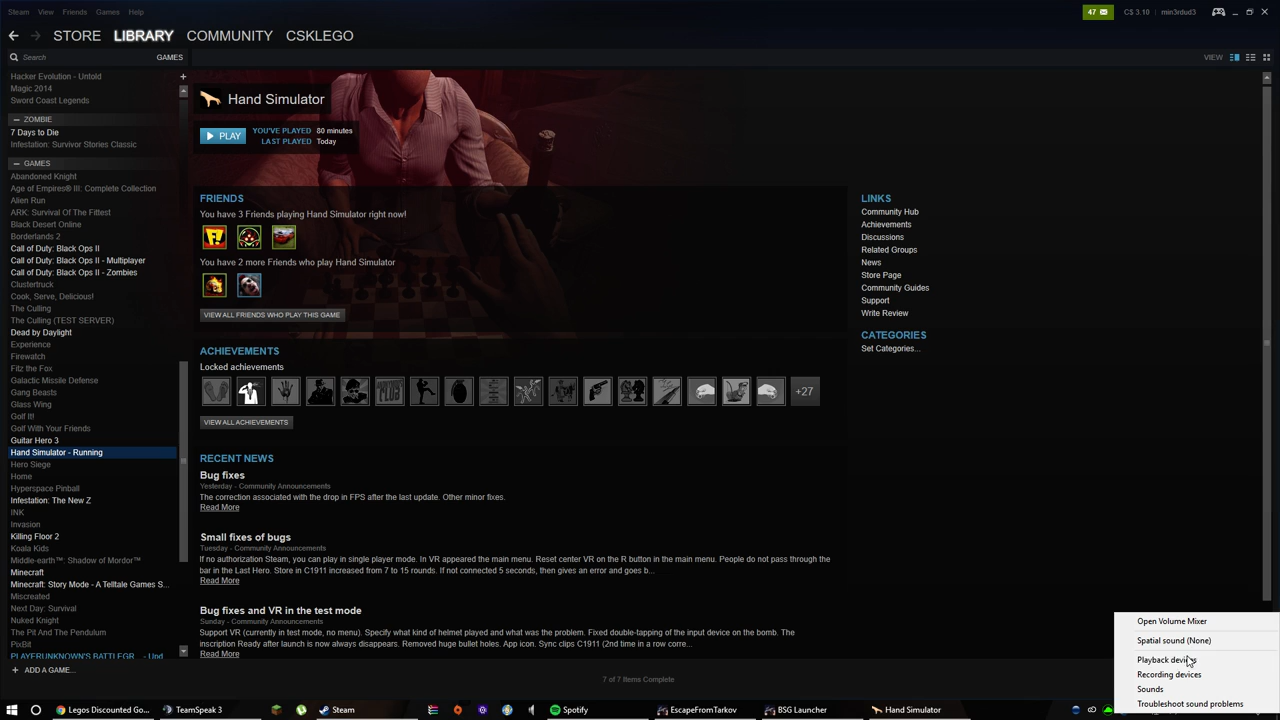 Steam View Friends Games Help
47 C$ 3.10 min3rdud3
STORE LIBRARY COMMUNITY CSKLEGO
Search GAMES
VIEW
Hacker Evolution - Untold
Magic 2014
Sword Coast Legends
ZOMBIE
7 Days to Die
Infestation: Survivor Stories Classic
GAMES
Abandoned Knight
Age of Empires® III: Complete Collection
Alien Run
ARK: Survival Of The Fittest
Black Desert Online
Borderlands 2
Call of Duty: Black Ops II
Call of Duty: Black Ops II - Multiplayer
Call of Duty: Black Ops II - Zombies
Clustertruck
Cook, Serve, Delicious!
The Culling
The Culling (TEST SERVER)
Dead by Daylight
Experience
Firewatch
Fitz the Fox
Galactic Missile Defense
Gang Beasts
Glass Wing
Golf It!
Golf With Your Friends
Guitar Hero 3
Hand Simulator - Running
Hero Siege
Home
Hyperspace Pinball
Infestation: The New Z
INK
Invasion
Killing Floor 2
Koala Kids
Middle-earth™: Shadow of Mordor™
Minecraft
Minecraft: Story Mode - A Telltale Games S...
Miscreated
Next Day: Survival
Nuked Knight
The Pit And The Pendulum
PixBit
PLAYERUNKNOWN'S BATTLEGR... - Upd
ADD A GAME...
Hand Simulator
PLAY
YOU'VE PLAYED 80 minutes
LAST PLAYED Today
FRIENDS
You have 3 Friends playing Hand Simulator right now!
You have 2 more Friends who play Hand Simulator
VIEW ALL FRIENDS WHO PLAY THIS GAME
ACHIEVEMENTS
Locked achievements
+27
VIEW ALL ACHIEVEMENTS
RECENT NEWS
Bug fixes
Yesterday - Community Announcements
The correction associated with the drop in FPS after the last update. Other minor fixes.
Read More
Small fixes of bugs
Tuesday - Community Announcements
If no authorization Steam, you can play in single player mode. In VR appeared the main menu. Reset center VR on the R button in the main menu. People do not pass through the
bar in the Last Hero. Store in C1911 increased from 7 to 15 rounds. If not connected 5 seconds, then gives an error and goes b...
Read More
Bug fixes and VR in the test mode
Sunday - Community Announcements
Support VR (currently in test mode, no menu). Specify what kind of helmet played and what was the problem. Fixed double-tapping of the input device on the bomb. The
inscription Ready after launch is now always disappears. Removed huge bullet holes. App icon. Sync clips C1911 (2nd time in a row corre...
Read More
LINKS
Community Hub
Achievements
Discussions
Related Groups
News
Store Page
Community Guides
Support
Write Review
CATEGORIES
Set Categories...
7 of 7 Items Complete
Open Volume Mixer
Spatial sound (None)
Playback devices
Recording devices
Sounds
Troubleshoot sound problems
Legos Discounted Go...
TeamSpeak 3
Steam
Spotify
EscapeFromTarkov
BSG Launcher
Hand Simulator